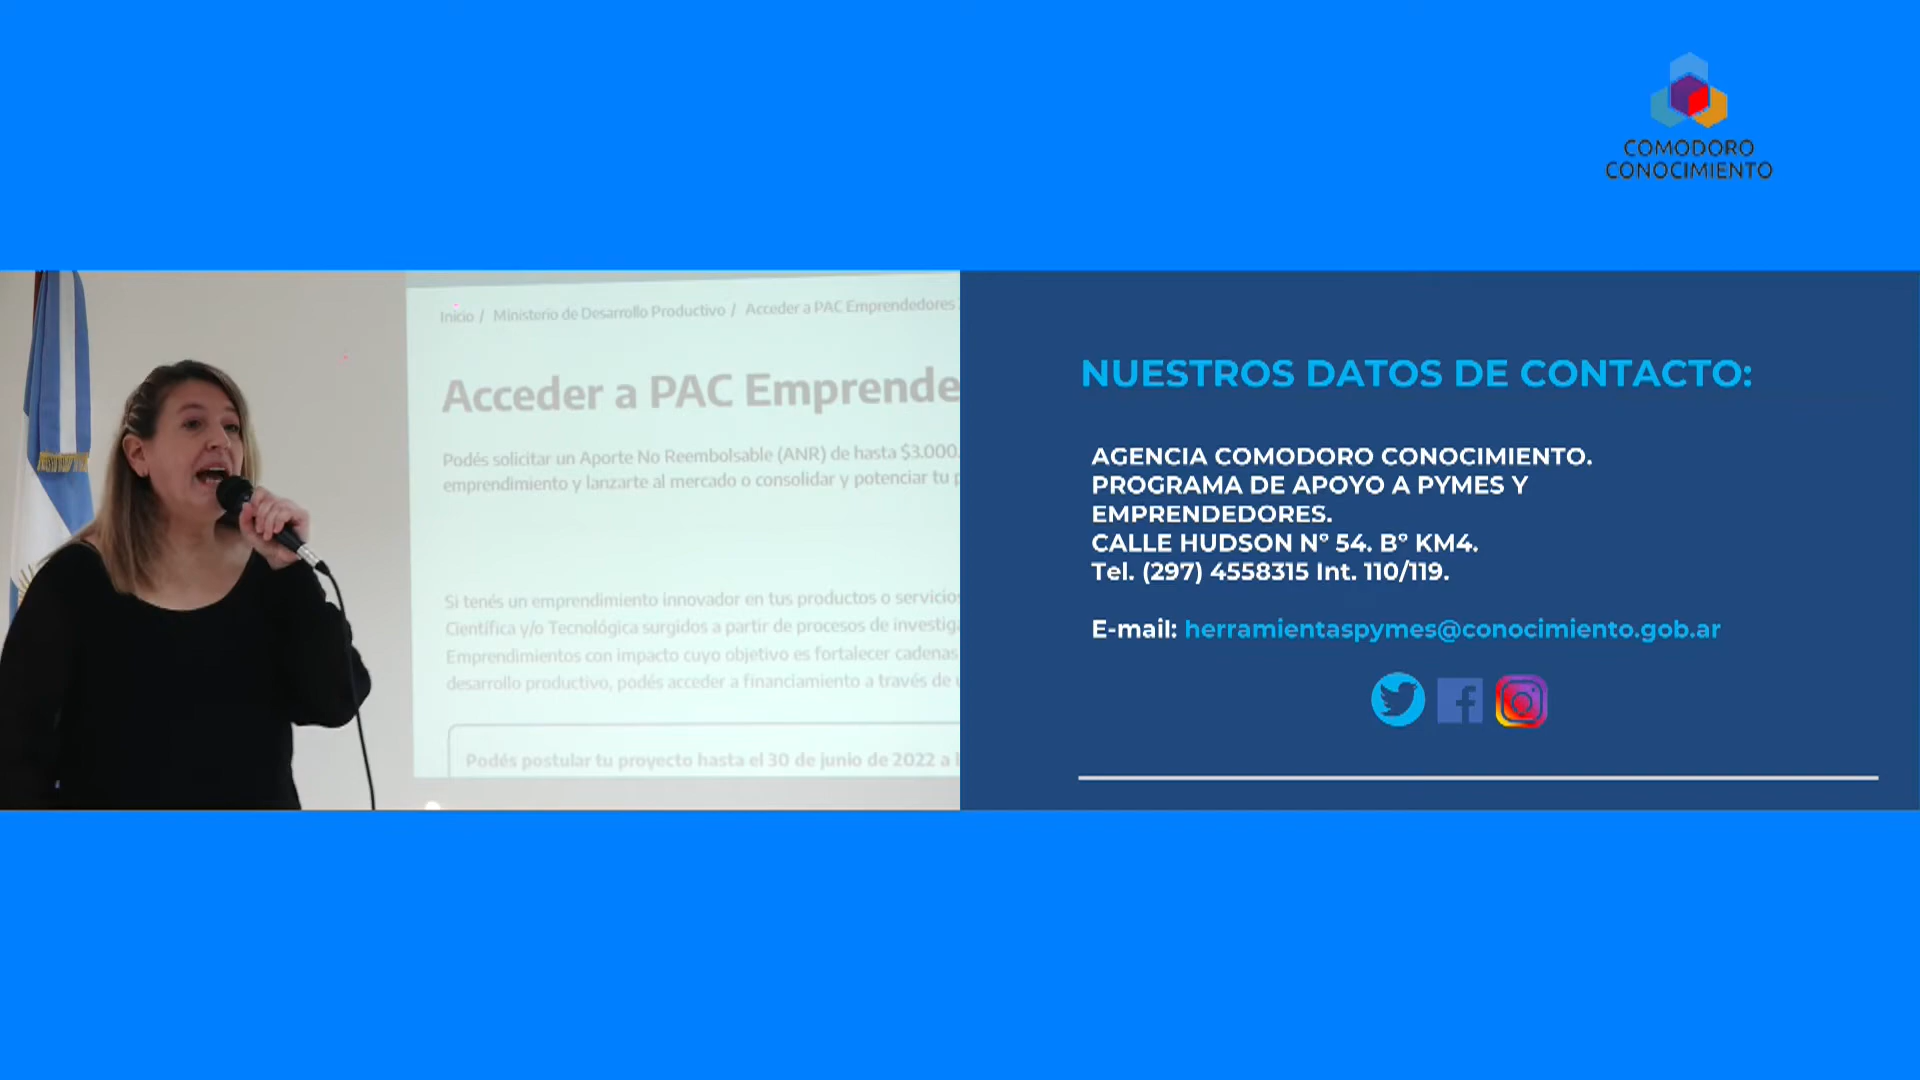 COMODORO
CONOCIMIENTO
Inicio / Ministerio de Desarrollo Productivo / Acceder a PAC Emprendedores
Acceder a PAC Emprende
Podés solicitar un Aporte No Reembolsable (ANR) de hasta $3.000.
emprendimiento y lanzarte al mercado o consolidar y potenciar tu p
Si tenés un emprendimiento innovador en tus productos o servicios
Científica y/o Tecnológica surgidos a partir de procesos de investig
Emprendimientos con impacto cuyo objetivo es fortalecer cadenas
desarrollo productivo, podés acceder a financiamiento a través de
Podés postular tu proyecto hasta el 30 de junio de 2022 a
NUESTROS DATOS DE CONTACTO:
AGENCIA COMODORO CONOCIMIENTO.
PROGRAMA DE APOYO A PYMES Y
EMPRENDEDORES.
CALLE HUDSON Nº 54. Bº KM4.
Tel. (297) 4558315 Int. 110/119.
E-mail: herramientaspymes@conocimiento.gob.ar